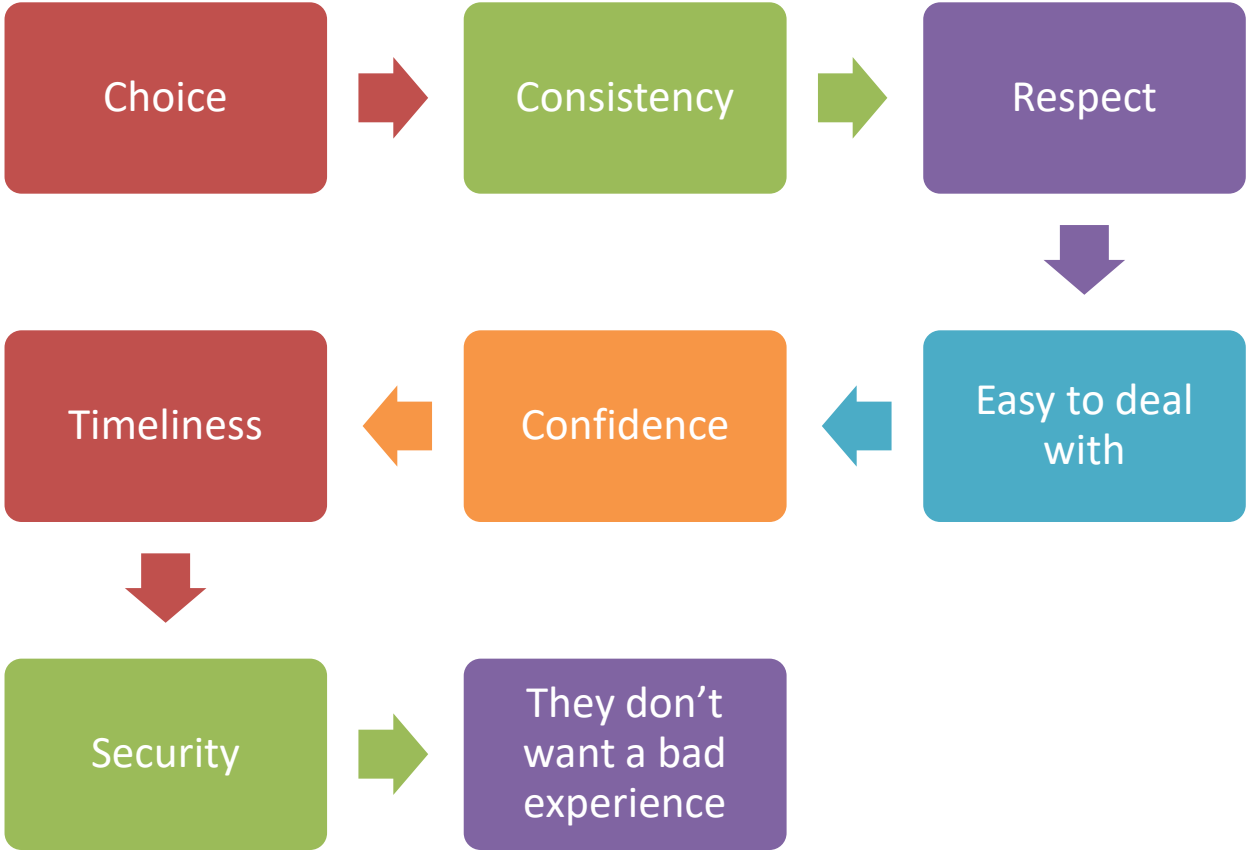 Choice
Consistency
Respect
Easy to deal
with
Confidence
Timeliness
Security
They don’t
want a bad
experience